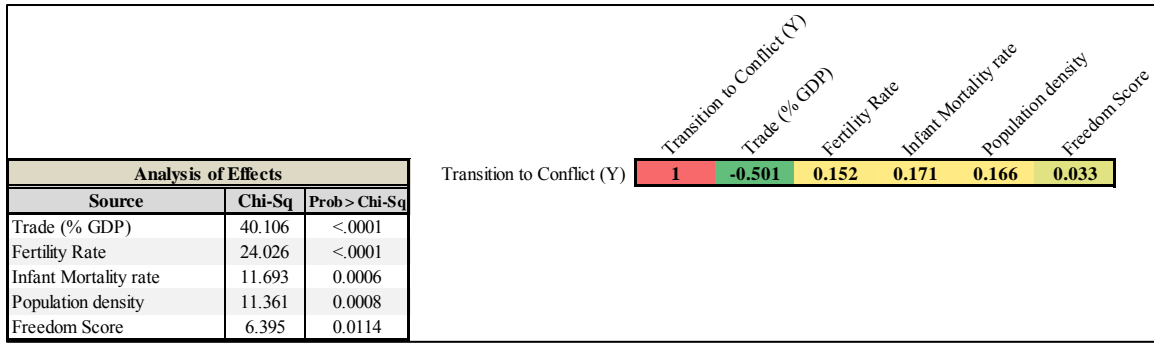 Transition to Conflict (Y)
Trade (% GDP)
Fertility Rate
Infant Mortality rate
Population density
Freedom Score
Transition to Conflict (Y) 1 -0.501 0.152 0.171 0.166 0.033
Analysis of Effects
Source Chi-Sq Prob > Chi-Sq
Trade (% GDP) 40.106 <.0001
Fertility Rate 24.026 <.0001
Infant Mortality rate 11.693 0.0006
Population density 11.361 0.0008
Freedom Score 6.395 0.0114